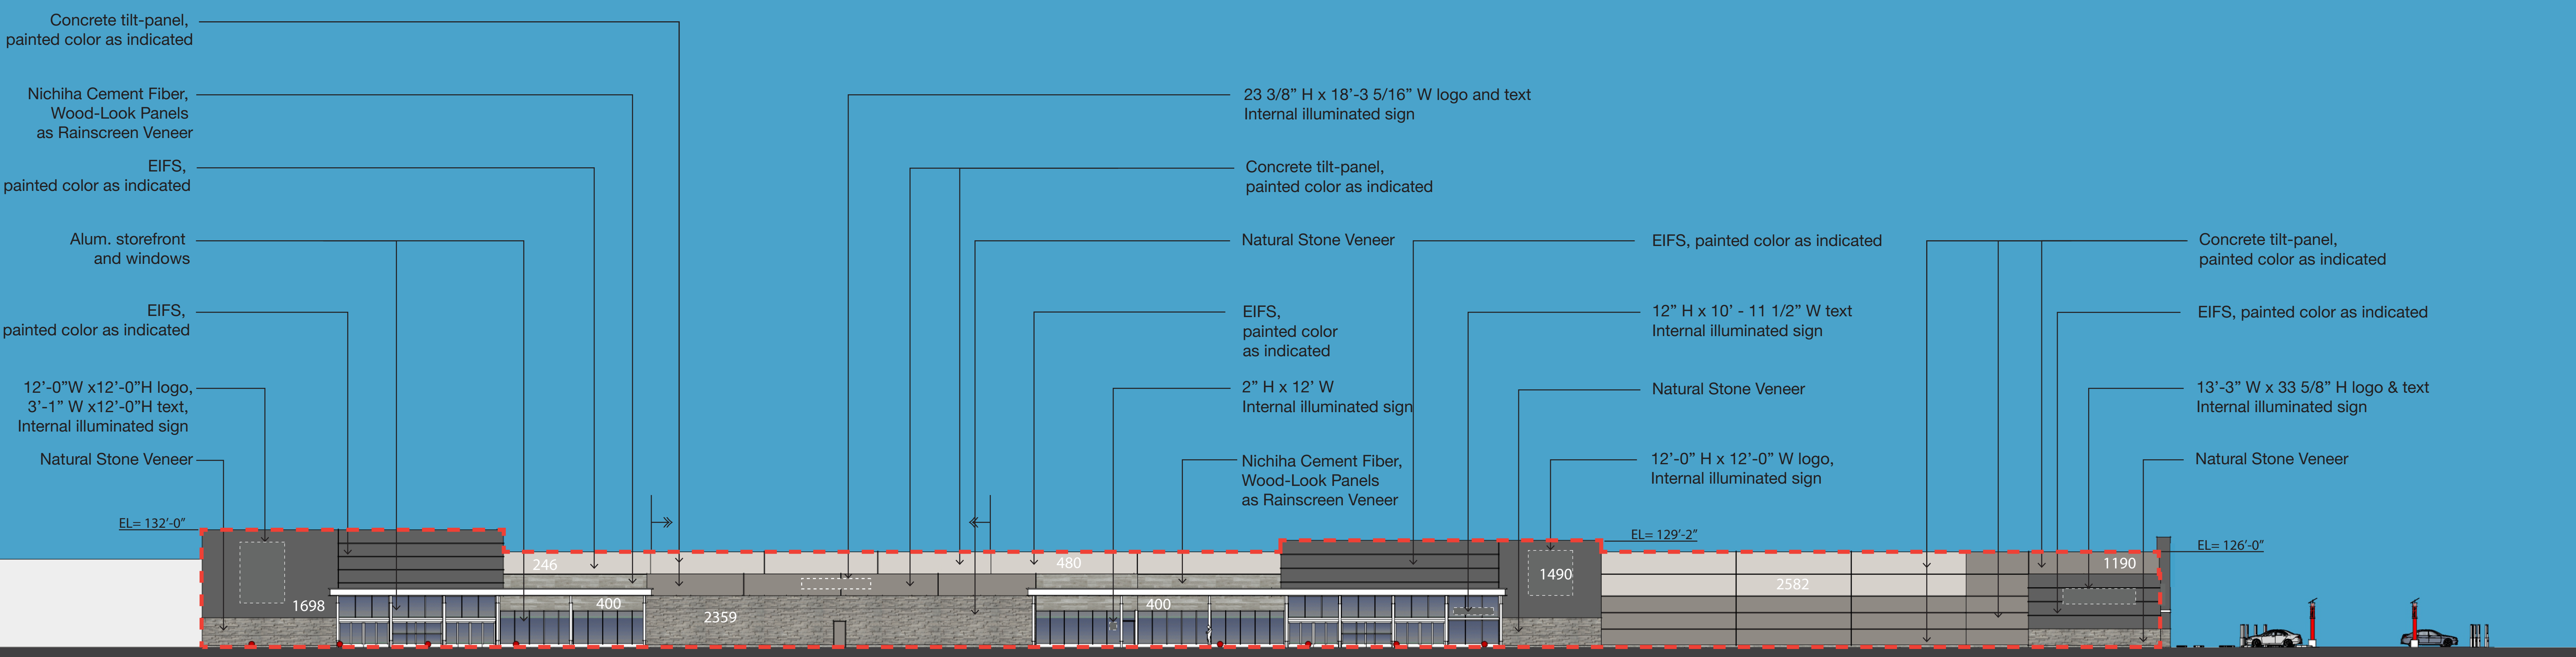 Concrete tilt-panel,
painted color as indicated
Nichiha Cement Fiber,
Wood-Look Panels
as Rainscreen Veneer
EIFS,
painted color as indicated
Alum. storefront
and windows
EIFS,
painted color as indicated
12’-0”W x12’-0”H logo,
3’-1” W x12’-0”H text,
Internal illuminated sign
Natural Stone Veneer
23 3/8” H x 18’-3 5/16” W logo and text
Internal illuminated sign
Concrete tilt-panel,
painted color as indicated
Natural Stone Veneer
EIFS,
painted color
as indicated
2” H x 12’ W
Internal illuminated sign
Nichiha Cement Fiber,
Wood-Look Panels
as Rainscreen Veneer
EIFS, painted color as indicated
12” H x 10’ - 11 1/2” W text
Internal illuminated sign
Natural Stone Veneer
12’-0” H x 12’-0” W logo,
Internal illuminated sign
Concrete tilt-panel,
painted color as indicated
EIFS, painted color as indicated
13’-3” W x 33 5/8” H logo & text
Internal illuminated sign
Natural Stone Veneer
EL= 132’-0”
EL= 129’-2”
EL= 126’-0”
246
480
1190
1490
2582
1698
400
400
2359